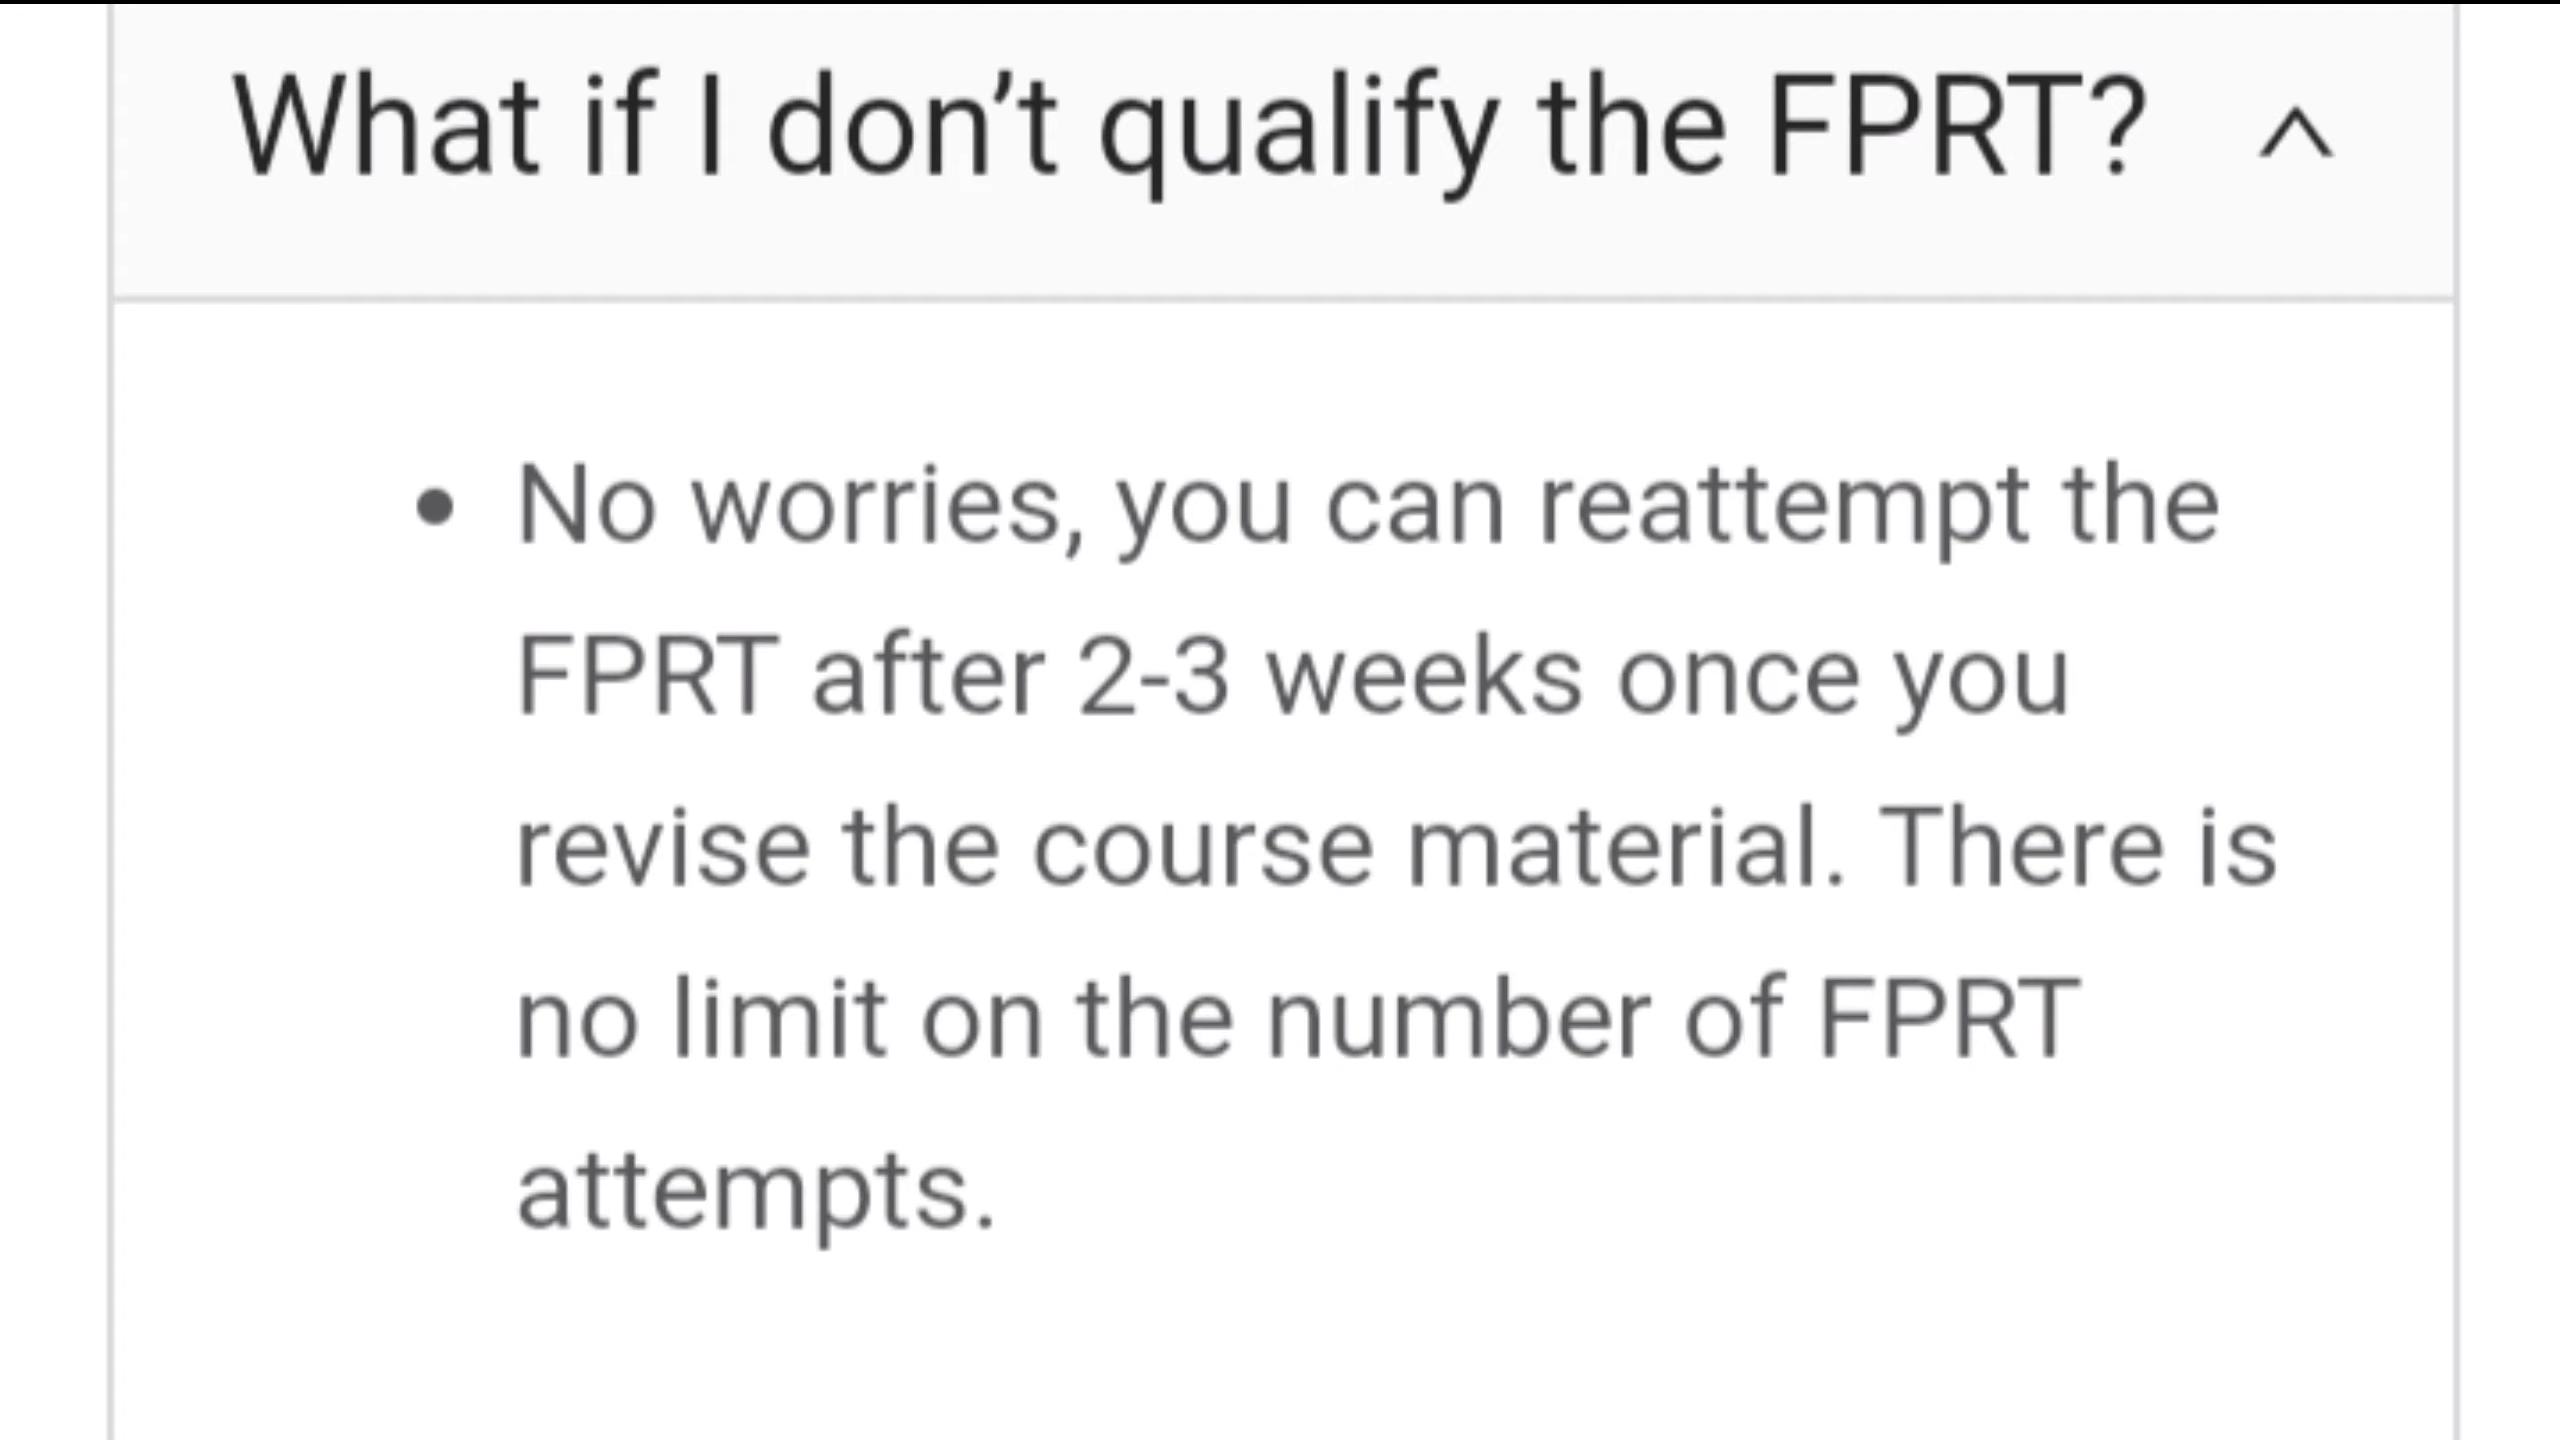 What if I don’t qualify the FPRT?
No worries, you can reattempt the
FPRT after 2-3 weeks once you
revise the course material. There is
no limit on the number of FPRT
attempts.